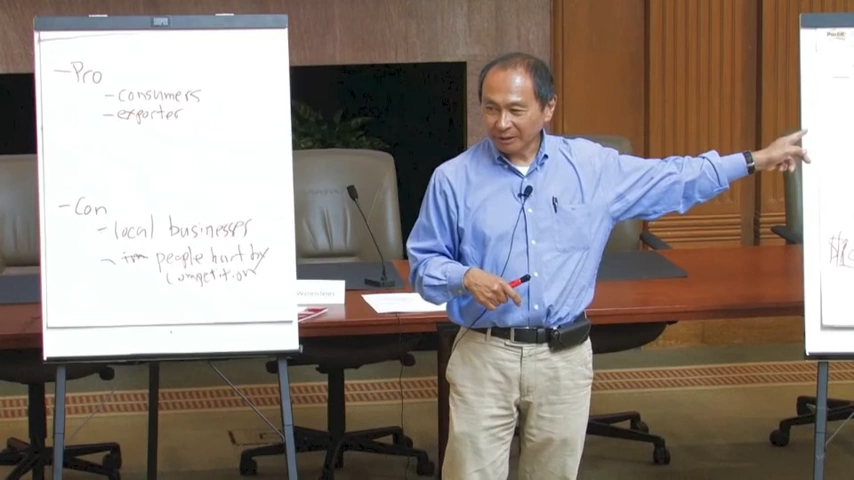 - Pro
- consumers
- exporter
- Con
- local businesses
- people hurt by
competition